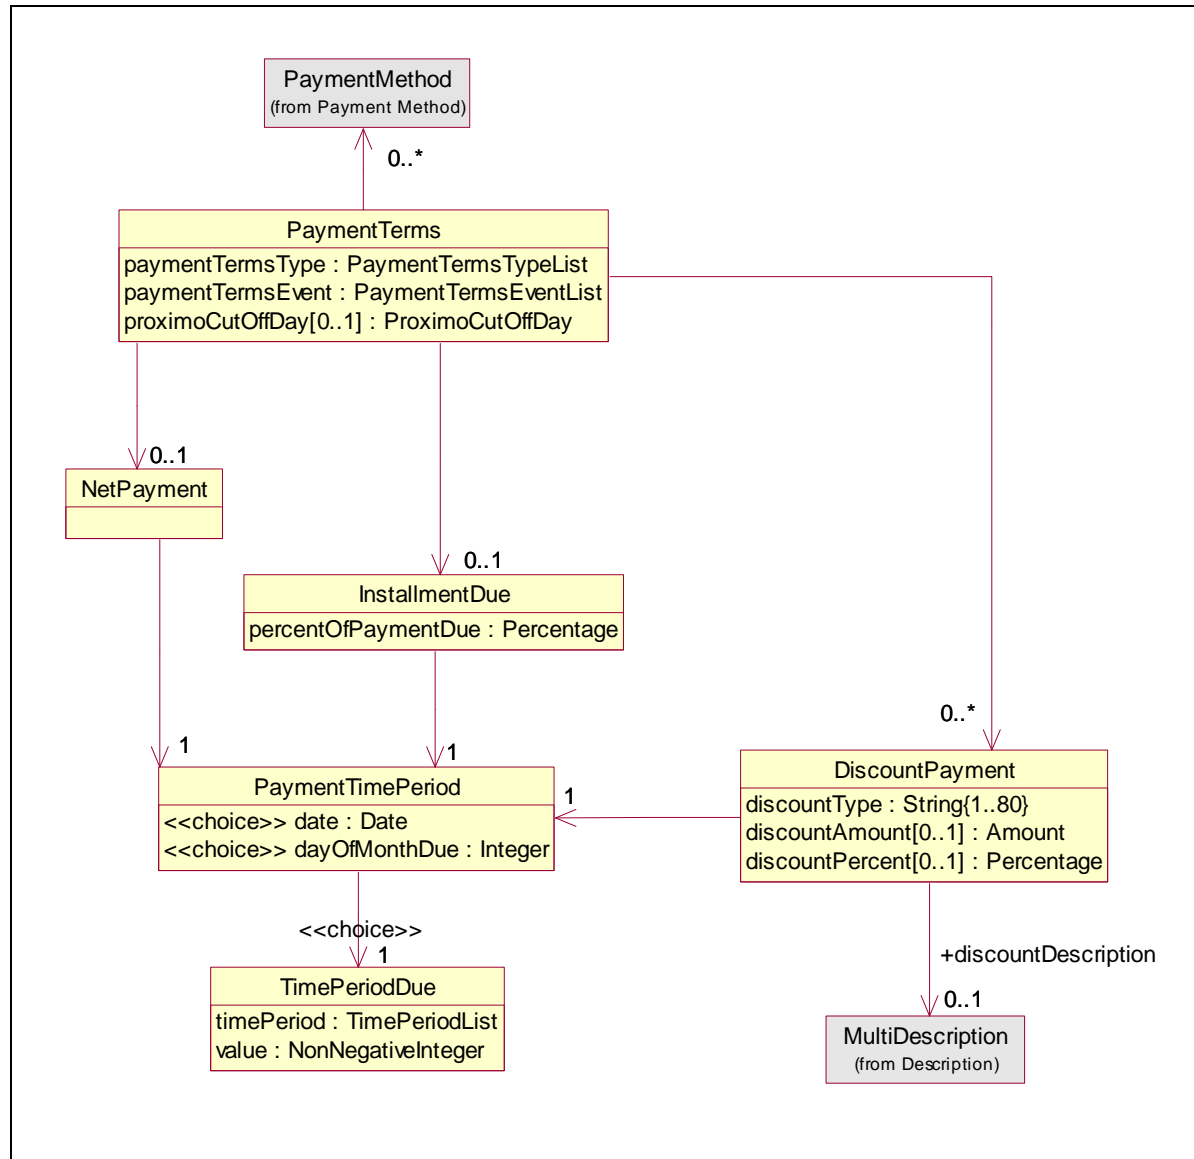 PaymentMethod
(from Payment Method)
0..*
PaymentTerms
paymentTermsType : PaymentTermsTypeList
paymentTermsEvent : PaymentTermsEventList
proximoCutOffDay[0..1] : ProximoCutOffDay
0..1
NetPayment
0..1
InstallmentDue
percentOfPaymentDue : Percentage
0..*
1
1
PaymentTimePeriod
<<choice>> date : Date
<<choice>> dayOfMonthDue : Integer
1
DiscountPayment
discountType : String{1..80}
discountAmount[0..1] : Amount
discountPercent[0..1] : Percentage
<<choice>>
1
+discountDescription
TimePeriodDue
timePeriod : TimePeriodList
value : NonNegativeInteger
0..1
MultiDescription
(from Description)